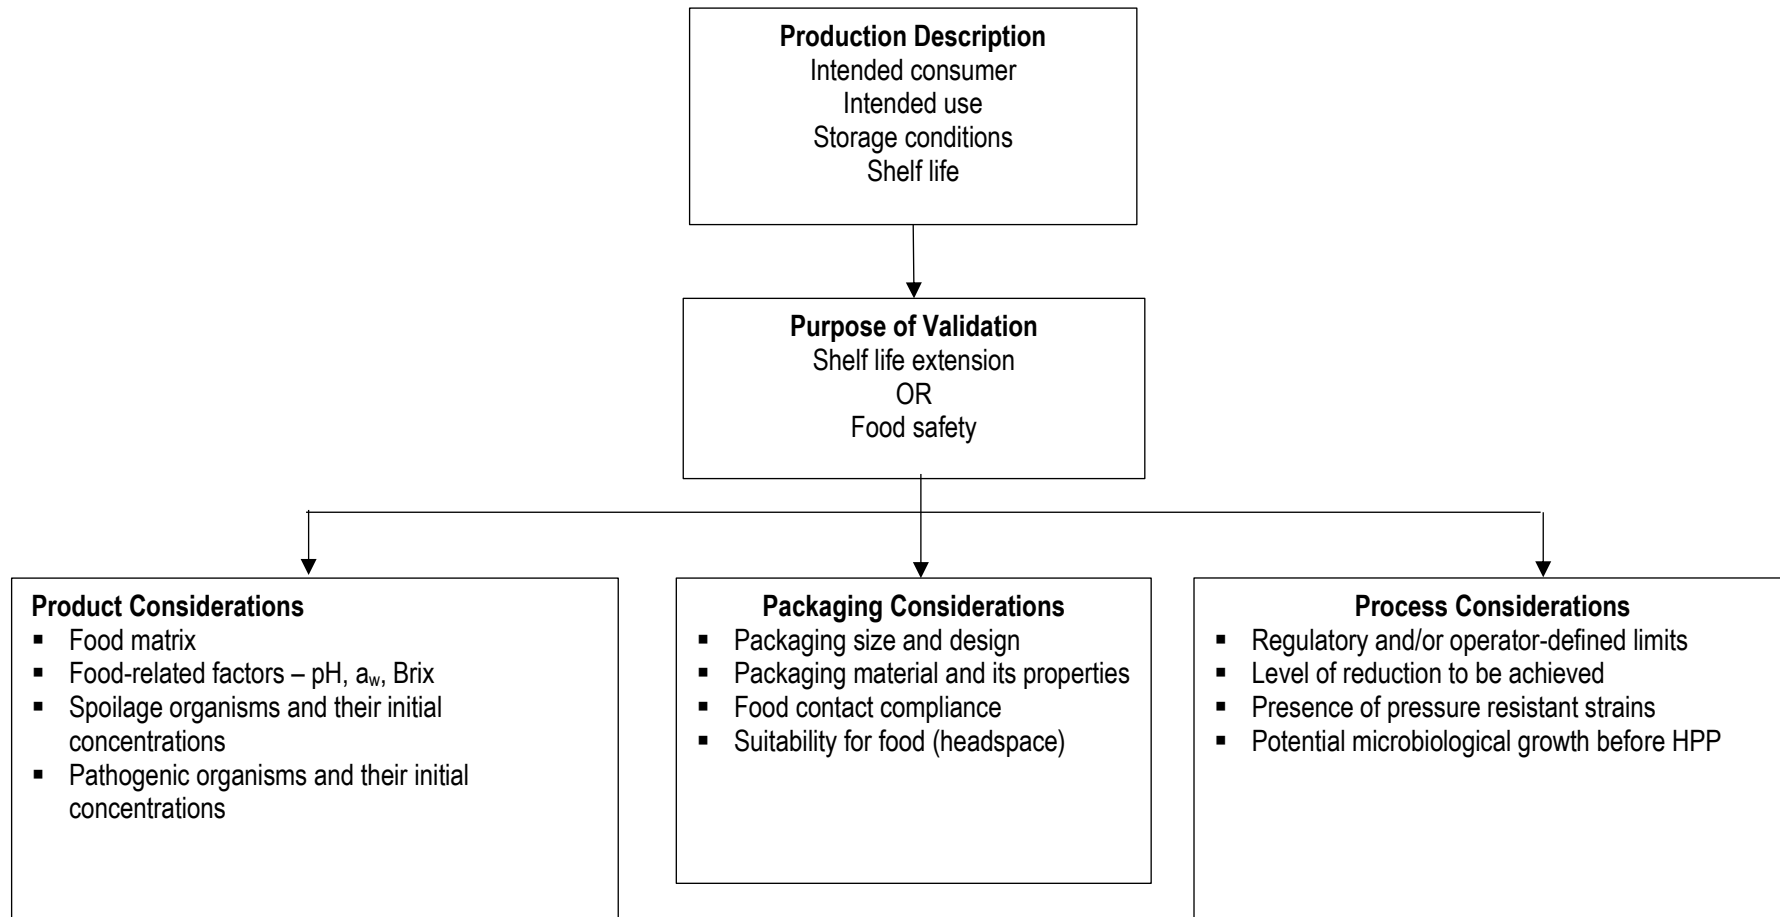 Production Description
Intended consumer
Intended use
Storage conditions
Shelf life
Purpose of Validation
Shelf life extension
OR
Food safety
Product Considerations
▪ Food matrix
▪ Food-related factors – pH, aw, Brix
▪ Spoilage organisms and their initial
concentrations
▪ Pathogenic organisms and their initial
concentrations
Packaging Considerations
▪ Packaging size and design
▪ Packaging material and its properties
▪ Food contact compliance
▪ Suitability for food (headspace)
Process Considerations
▪ Regulatory and/or operator-defined limits
▪ Level of reduction to be achieved
▪ Presence of pressure resistant strains
▪ Potential microbiological growth before HPP